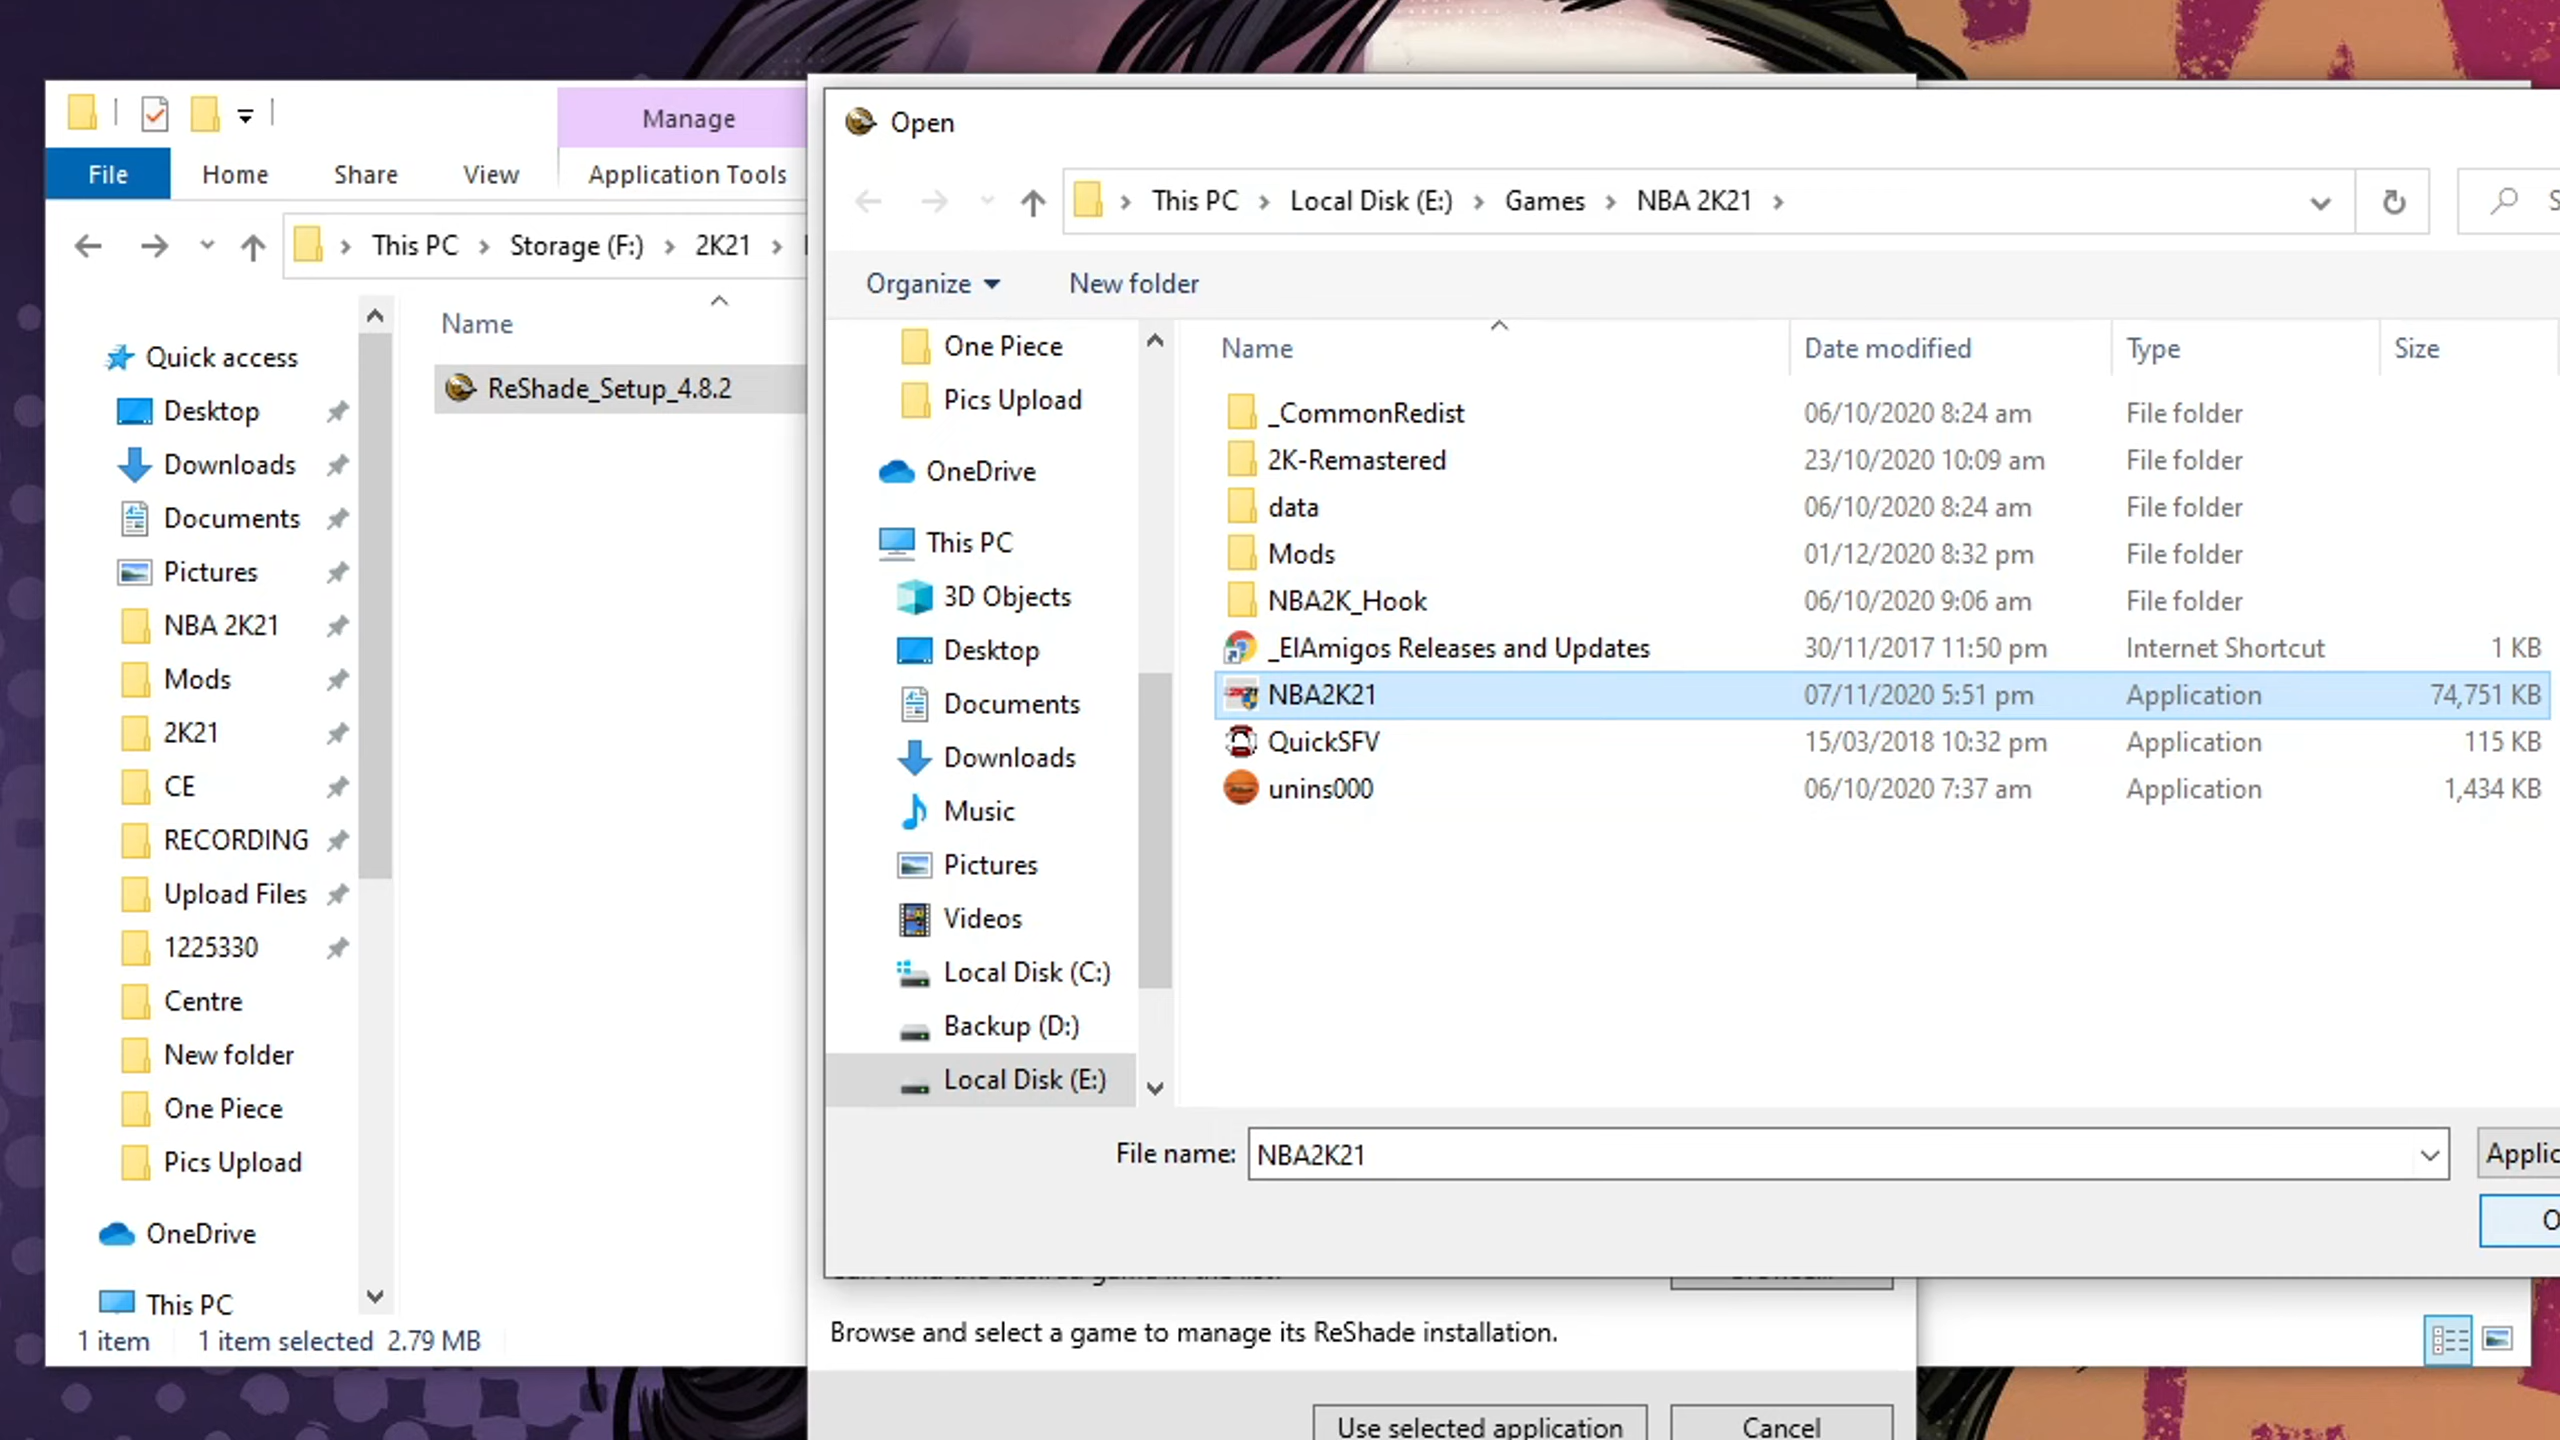 Manage
File
Home
Share
View
Application Tools
This PC
Storage (F:)
2K21
Name
ReShade_Setup_4.8.2
Quick access
Desktop
Downloads
Documents
Pictures
NBA 2K21
Mods
2K21
CE
RECORDING
Upload Files
1225330
Centre
New folder
One Piece
Pics Upload
OneDrive
This PC
1 item 1 item selected 2.79 MB
Open
This PC Local Disk (E:) Games NBA 2K21
Organize New folder
One Piece
Pics Upload
OneDrive
This PC
3D Objects
Desktop
Documents
Downloads
Music
Pictures
Videos
Local Disk (C:)
Backup (D:)
Local Disk (E:)
Name Date modified Type Size
_CommonRedist 06/10/2020 8:24 am File folder
2K-Remastered 23/10/2020 10:09 am File folder
data 06/10/2020 8:24 am File folder
Mods 01/12/2020 8:32 pm File folder
NBA2K_Hook 06/10/2020 9:06 am File folder
_ElAmigos Releases and Updates 30/11/2017 11:50 pm Internet Shortcut 1 KB
NBA2K21 07/11/2020 5:51 pm Application 74,751 KB
QuickSFV 15/03/2018 10:32 pm Application 115 KB
unins000 06/10/2020 7:37 am Application 1,434 KB
File name: NBA2K21
Applic
Browse and select a game to manage its ReShade installation.
Use selected application
Cancel